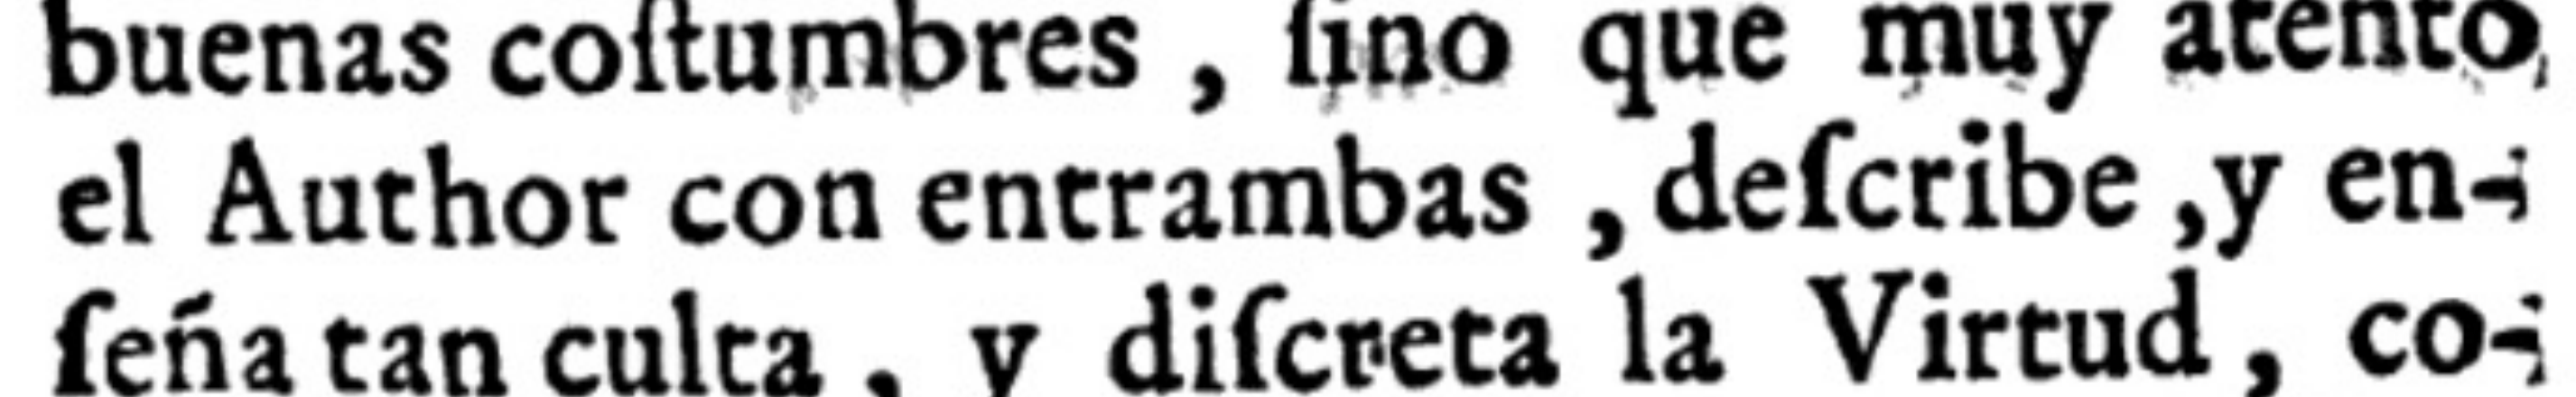 buenas coſtumbres , ſino que muy atento,
el Author con entrambas , deſcribe ,y en-
ſeña tan culta , y diſcreta la Virtud , co-